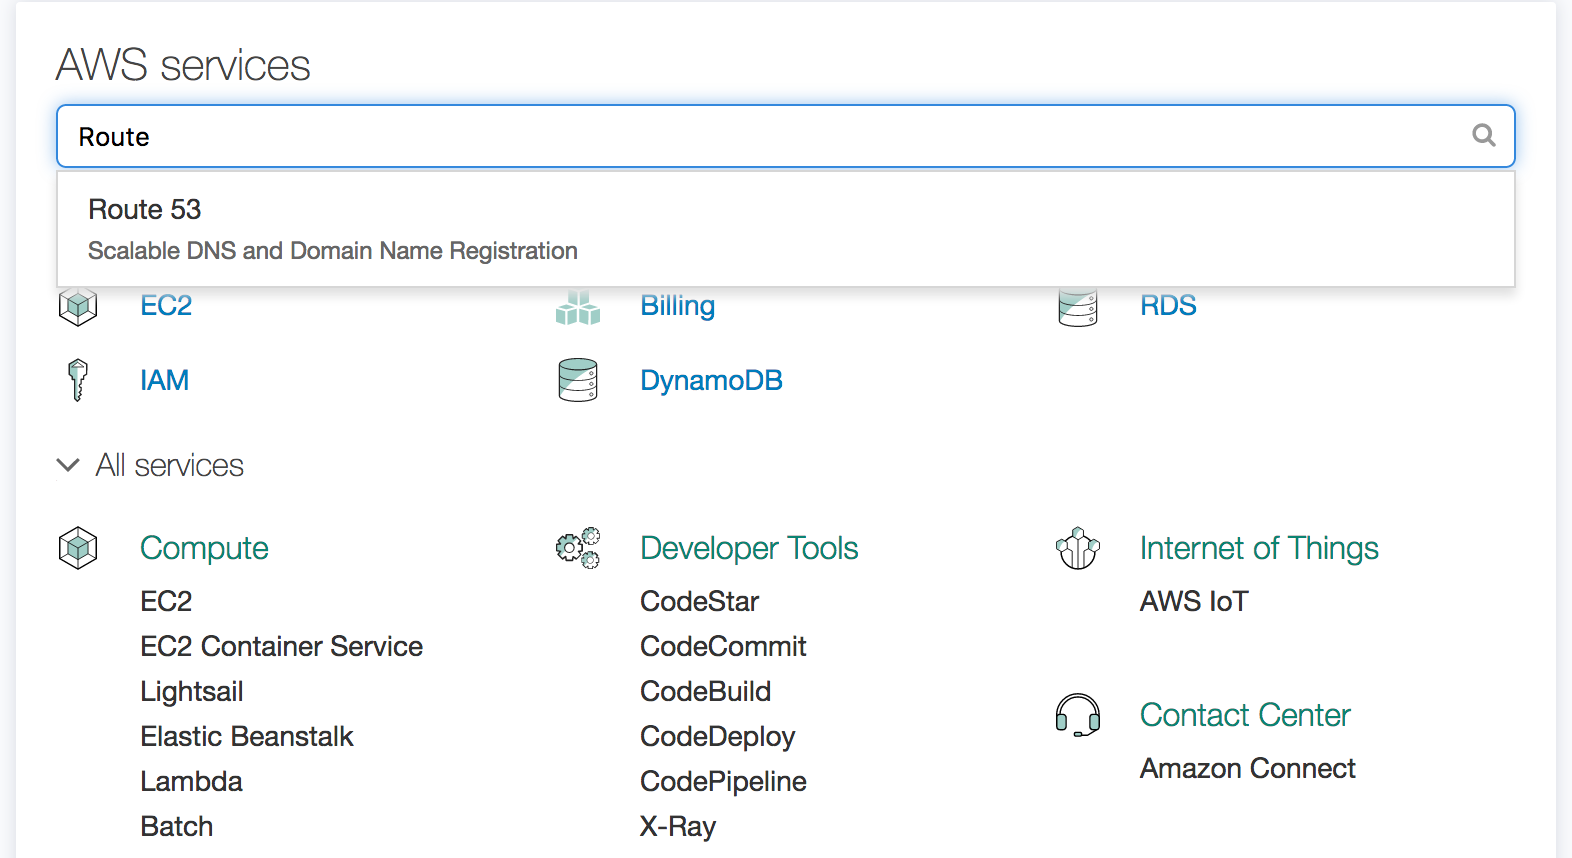 AWS services
Route
Route 53
Scalable DNS and Domain Name Registration
EC2
Billing
RDS
IAM
DynamoDB
All services
Compute
EC2
EC2 Container Service
Lightsail
Elastic Beanstalk
Lambda
Batch
Developer Tools
CodeStar
CodeCommit
CodeBuild
CodeDeploy
CodePipeline
X-Ray
Internet of Things
AWS IoT
Contact Center
Amazon Connect